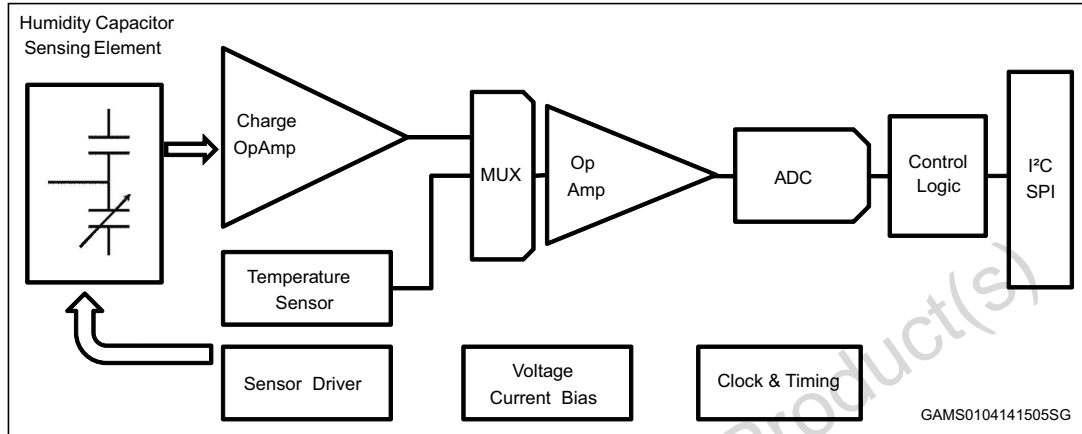 Humidity Capacitor
Sensing Element
Charge
OpAmp
MUX
Op
Amp
ADC
Control
Logic
I²C
SPI
Temperature
Sensor
Sensor Driver
Voltage
Current Bias
Clock & Timing
Product(s)
GAMS0104141505SG